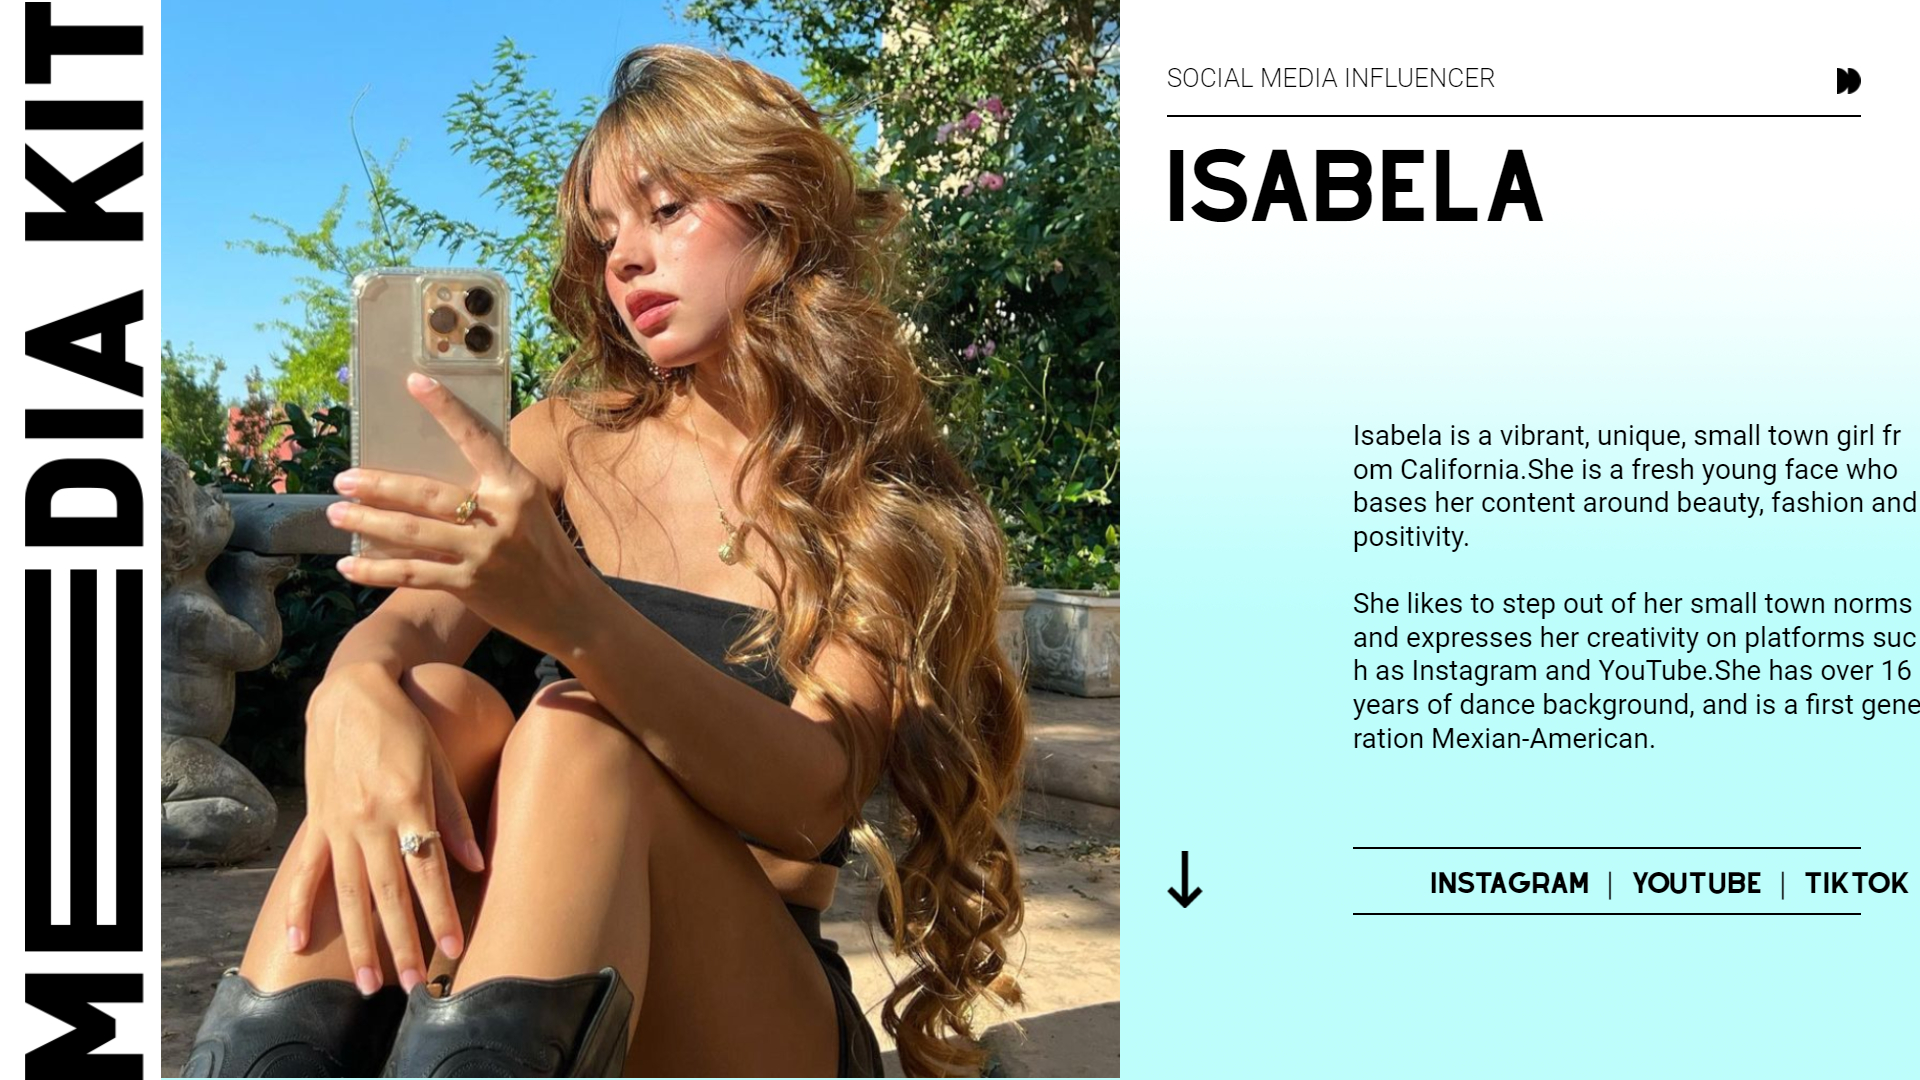 MEDIA KIT
SOCIAL MEDIA INFLUENCER
ISABELA
Isabela is a vibrant, unique, small town girl fr
om California.She is a fresh young face who
bases her content around beauty, fashion and
positivity.
She likes to step out of her small town norms
and expresses her creativity on platforms suc
h as Instagram and YouTube.She has over 16
years of dance background, and is a first gene
ration Mexian-American.
INSTAGRAM | YOUTUBE | TIKTOK